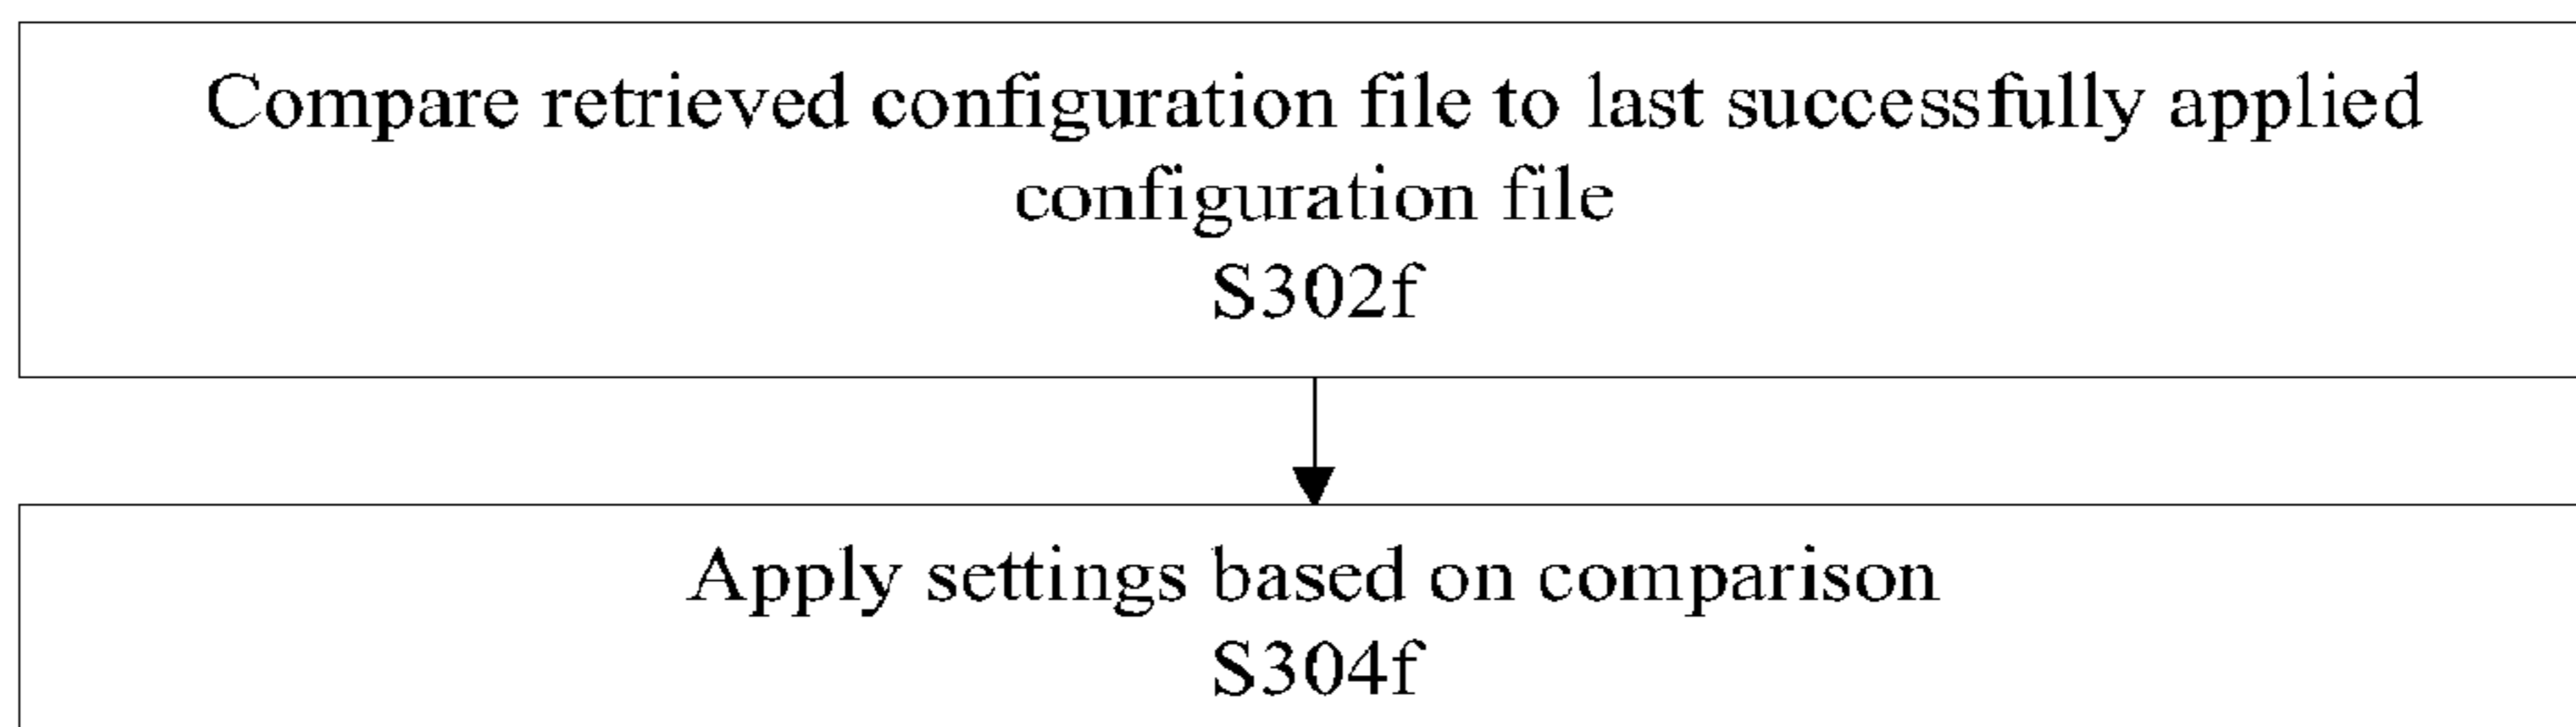 Compare retrieved configuration file to last successfully applied
configuration file
S302f
Apply settings based on comparison
S304f